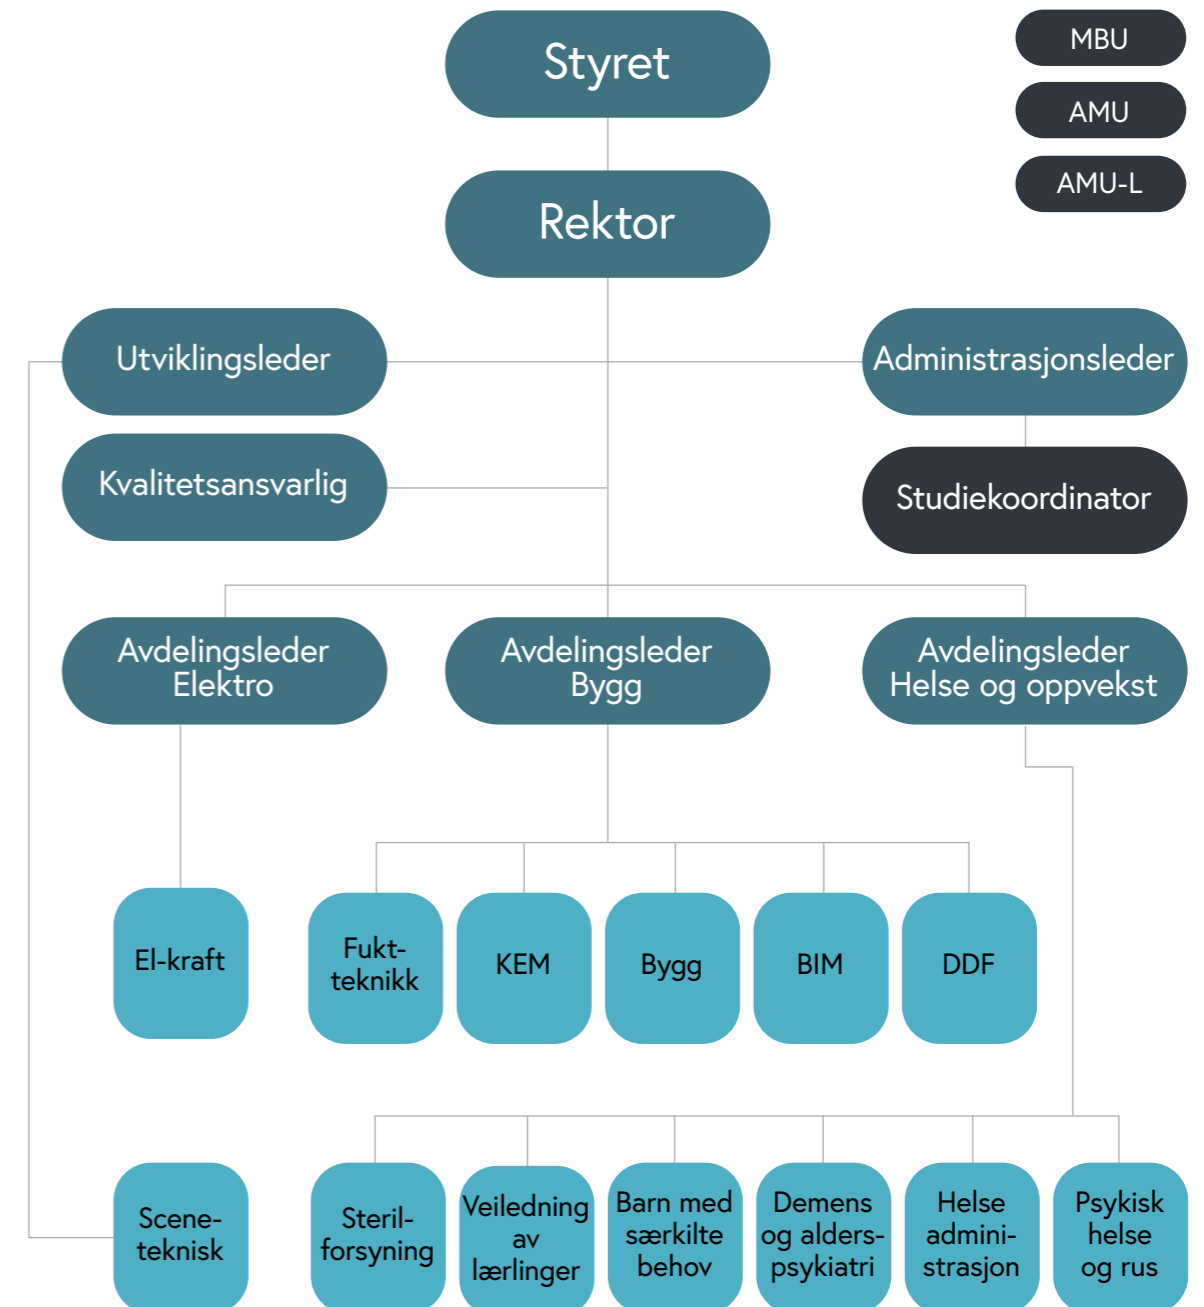 Styret
MBU
AMU
AMU-L
Rektor
Utviklingsleder
Administrasjonsleder
Kvalitetsansvarlig
Studiekoordinator
Avdelingsleder
Elektro
Avdelingsleder
Bygg
Avdelingsleder
Helse og oppvekst
El-kraft
Fukt-
teknikk
KEM
Bygg
BIM
DDF
Scene-
teknisk
Steril-
forsyning
Veiledning
av
lærlinger
Barn med
særkilte
behov
Demens
og alders-
psykiatri
Helse
admini-
strasjon
Psykisk
helse
og rus